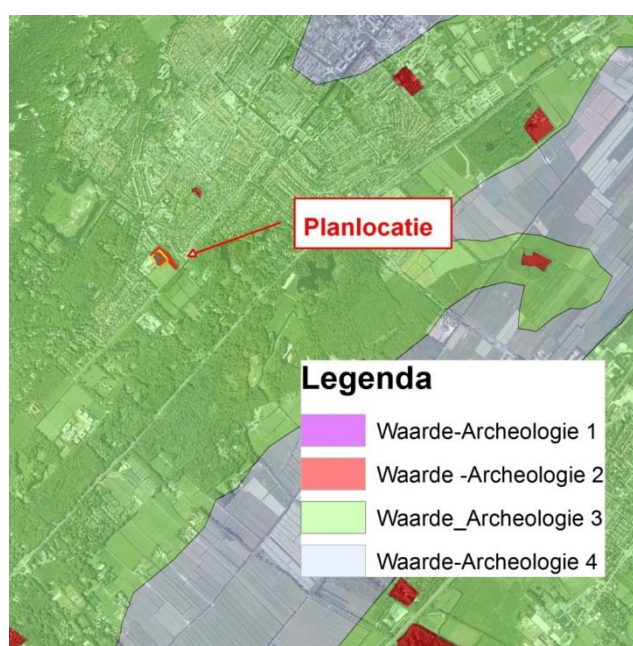 Planlocatie
Legenda
Waarde-Archeologie 1
Waarde -Archeologie 2
Waarde_Archeologie 3
Waarde-Archeologie 4